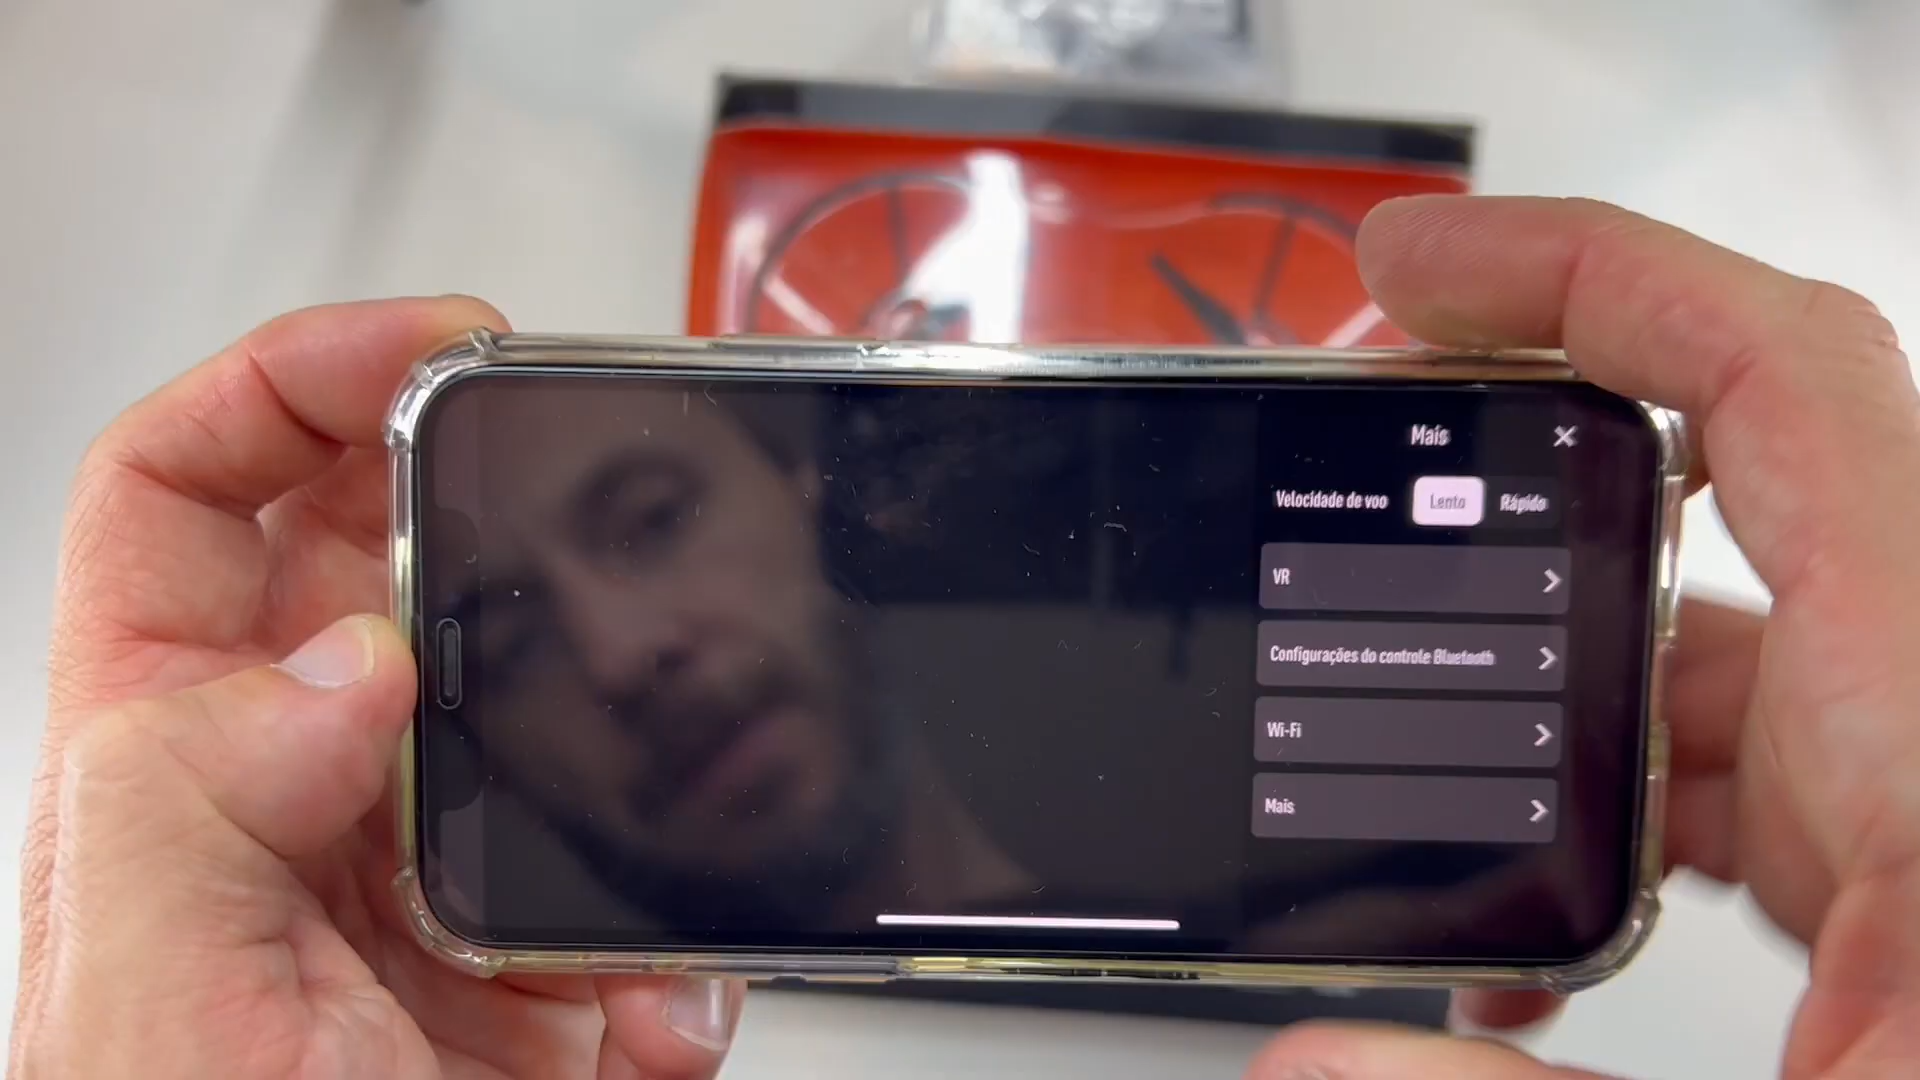 Mais
Velocidade de voo Lento Rápido
VR
Configurações do controle Bluetooth
Wi-Fi
Mais